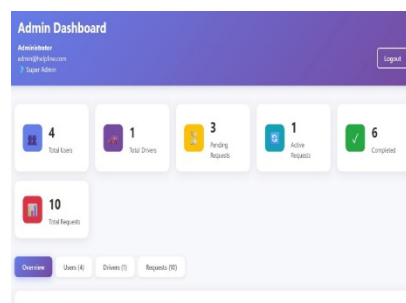 Admin Dashboard
Administrator
admin@helpline.com
Super Admin
Logout
4
Total Users
1
Total Drivers
3
Pending
Requests
1
Active
Requests
6
Completed
10
Total Requests
Overview
Users (4)
Drivers (1)
Requests (10)